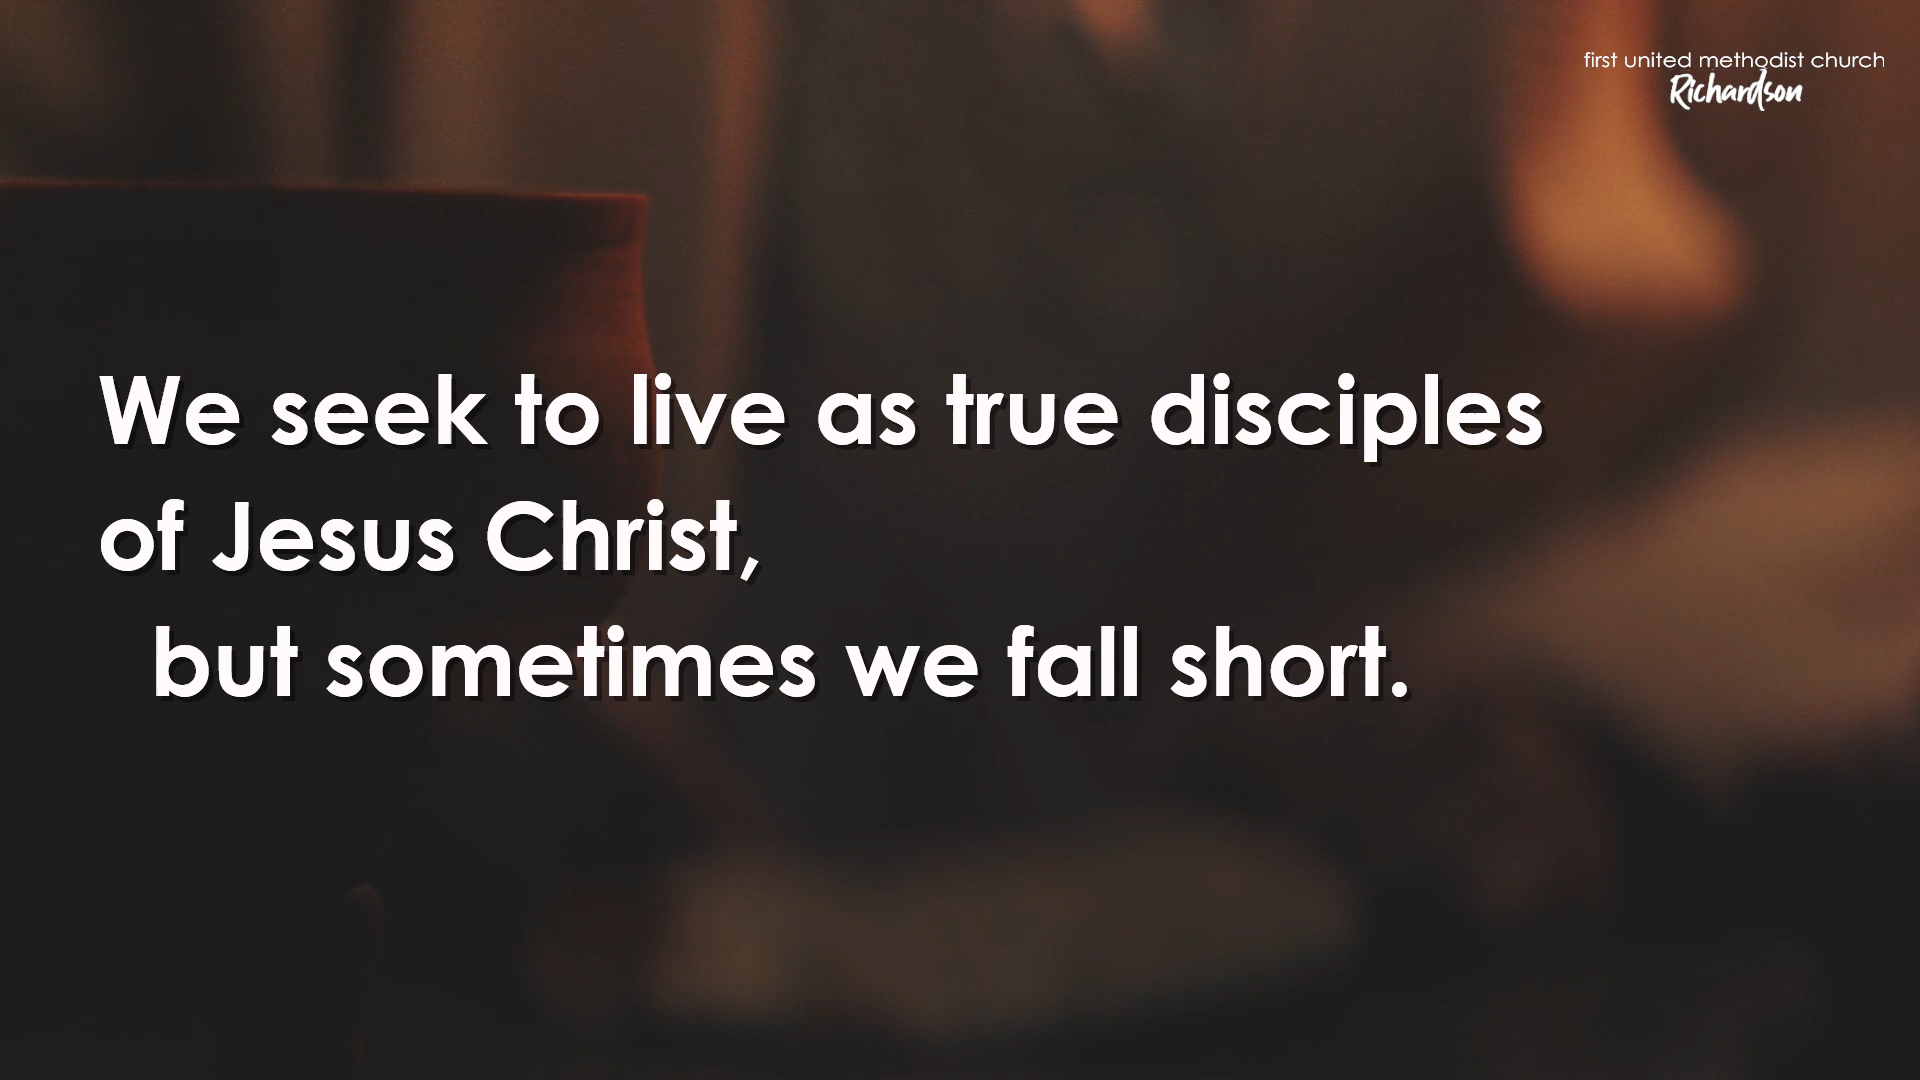 first united methodist church
Richardson
We seek to live as true disciples
of Jesus Christ,
but sometimes we fall short.